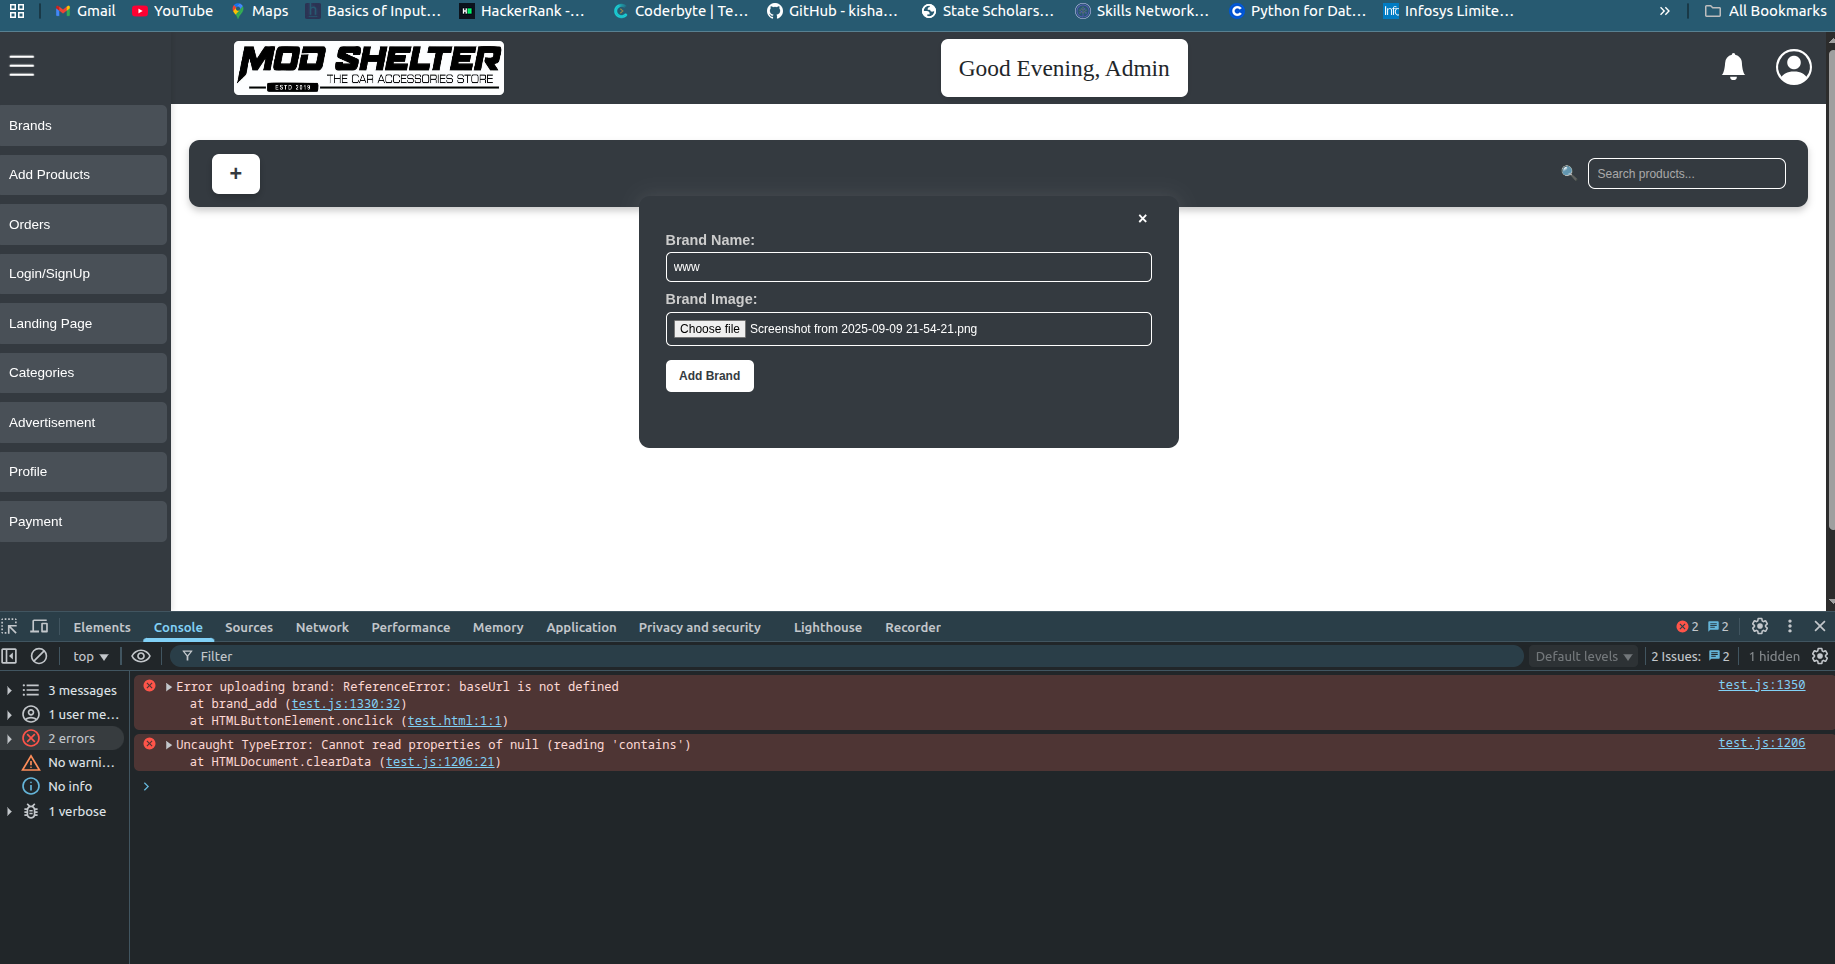 Gmail
YouTube
Maps
Basics of Input...
HackerRank -...
Coderbyte | Te...
GitHub - kisha...
State Scholars...
Skills Network...
Python for Dat...
Infosys Limite...
All Bookmarks
MOD SHELTER
THE CAR ACCESSORIES STORE
ESTD 2019
Good Evening, Admin
Brands
Add Products
Orders
Login/SignUp
Landing Page
Categories
Advertisement
Profile
Payment
+
Search products...
×
Brand Name:
www
Brand Image:
Choose file Screenshot from 2025-09-09 21-54-21.png
Add Brand
Elements
Console
Sources
Network
Performance
Memory
Application
Privacy and security
Lighthouse
Recorder
2
2
top
Filter
Default levels
2 Issues:
2
1 hidden
3 messages
1 user me...
2 errors
No warni...
No info
1 verbose
Error uploading brand: ReferenceError: baseUrl is not defined
test.js:1350
at brand_add (test.js:1330:32)
at HTMLButtonElement.onclick (test.html:1:1)
Uncaught TypeError: Cannot read properties of null (reading 'contains')
test.js:1206
at HTMLDocument.clearData (test.js:1206:21)